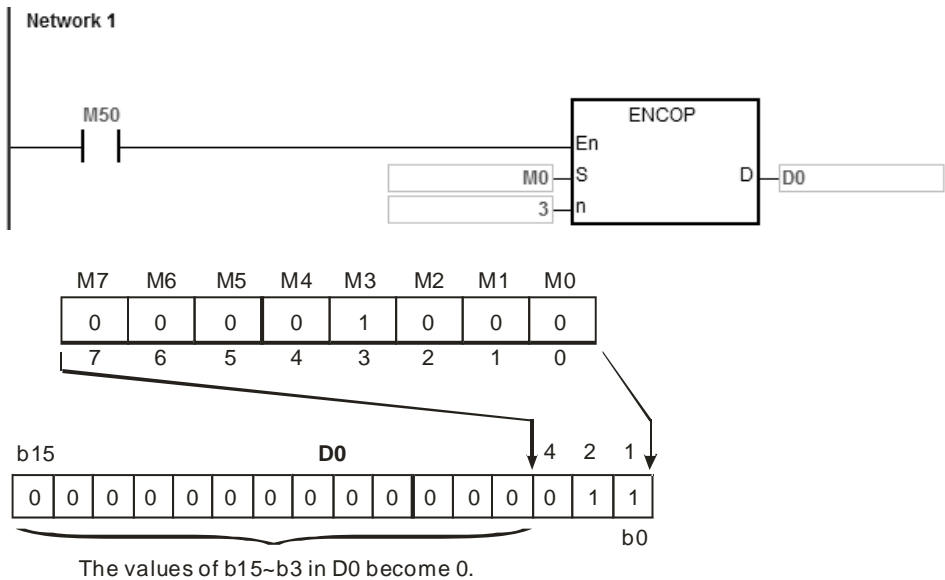 Network 1
M50
ENCOP
En
M0 S D D0
3 n
M7 M6 M5 M4 M3 M2 M1 M0
0 0 0 0 1 0 0 0
7 6 5 4 3 2 1 0
b15 D0 4 2 1
0 0 0 0 0 0 0 0 0 0 0 0 0 0 1 1
b0
The values of b15~b3 in D0 become 0.